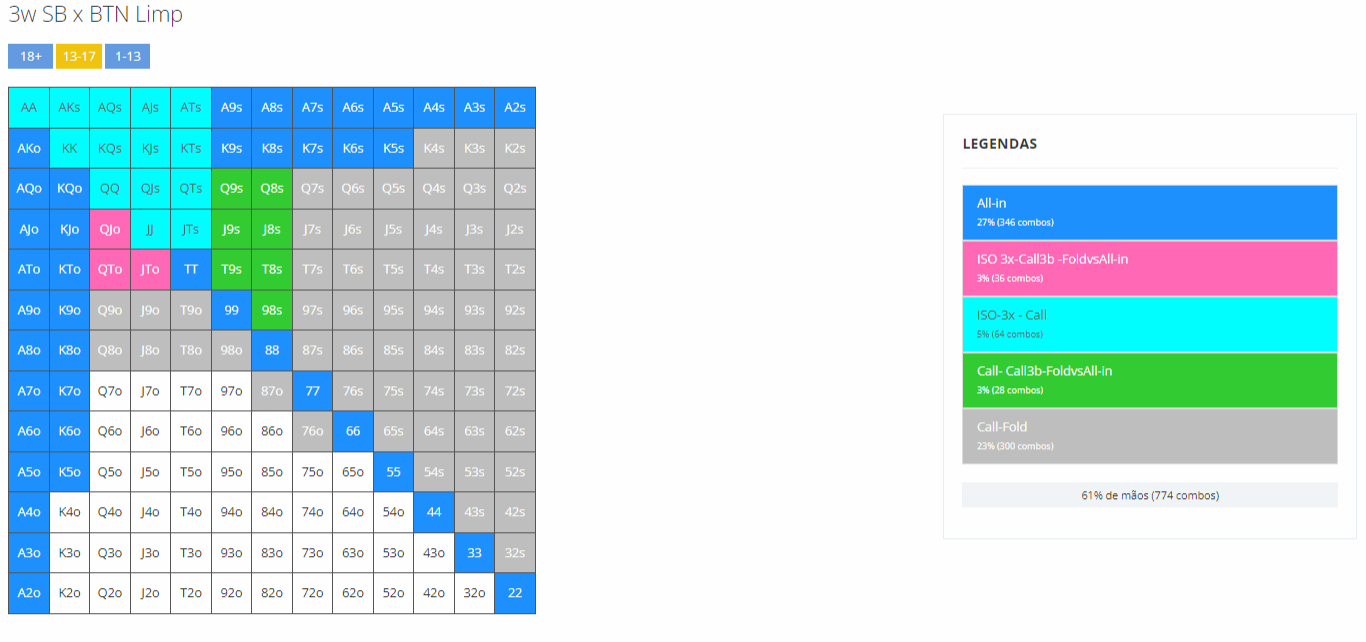 3w SB x BTN Limp
18+ 13-17 1-13
AA AKs AQs AJs ATs A9s A8s A7s A6s A5s A4s A3s A2s
AKo KK KQs KJs KTs K9s K8s K7s K6s K5s K4s K3s K2s
AQo KQo QQ QJs QTs Q9s Q8s Q7s Q6s Q5s Q4s Q3s Q2s
AJo KJo QJo JJ JTs J9s J8s J7s J6s J5s J4s J3s J2s
ATo KTo QTo JTo TT T9s T8s T7s T6s T5s T4s T3s T2s
A9o K9o Q9o J9o T9o 99 98s 97s 96s 95s 94s 93s 92s
A8o K8o Q8o J8o T8o 98o 88 87s 86s 85s 84s 83s 82s
A7o K7o Q7o J7o T7o 97o 87o 77 76s 75s 74s 73s 72s
A6o K6o Q6o J6o T6o 96o 86o 76o 66 65s 64s 63s 62s
A5o K5o Q5o J5o T5o 95o 85o 75o 65o 55 54s 53s 52s
A4o K4o Q4o J4o T4o 94o 84o 74o 64o 54o 44 43s 42s
A3o K3o Q3o J3o T3o 93o 83o 73o 63o 53o 43o 33 32s
A2o K2o Q2o J2o T2o 92o 82o 72o 62o 52o 42o 32o 22
LEGENDAS
All-in
27% (346 combos)
ISO 3x-Call3b -FoldvsAll-in
3% (36 combos)
ISO-3x - Call
5% (64 combos)
Call- Call3b-FoldvsAll-in
3% (28 combos)
Call-Fold
23% (300 combos)
61% de mãos (774 combos)